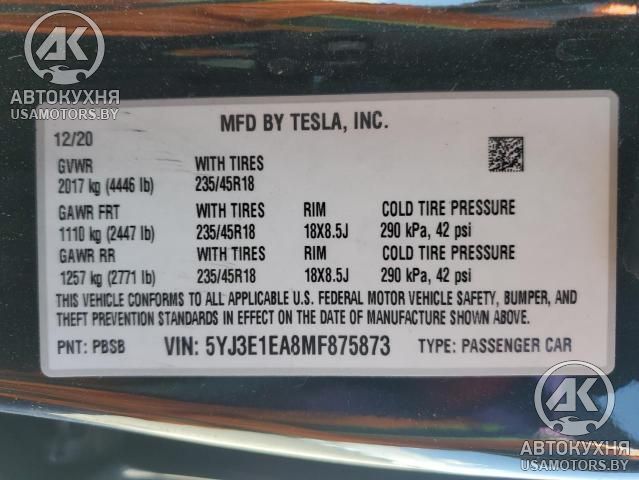 AK
АВТОКУХНЯ
USAMOTORS.BY
MFD BY TESLA, INC.
12/20
GVWR WITH TIRES
2017 kg (4446 lb) 235/45R18
GAWR FRT WITH TIRES RIM COLD TIRE PRESSURE
1110 kg (2447 lb) 235/45R18 18X8.5J 290 kPa, 42 psi
GAWR RR WITH TIRES RIM COLD TIRE PRESSURE
1257 kg (2771 lb) 235/45R18 18X8.5J 290 kPa, 42 psi
THIS VEHICLE CONFORMS TO ALL APPLICABLE U.S. FEDERAL MOTOR VEHICLE SAFETY, BUMPER, AND
THEFT PREVENTION STANDARDS IN EFFECT ON THE DATE OF MANUFACTURE SHOWN ABOVE.
PNT: PBSB VIN: 5YJ3E1EA8MF875873 TYPE: PASSENGER CAR
AK
АВТОКУХНЯ
USAMOTORS.BY